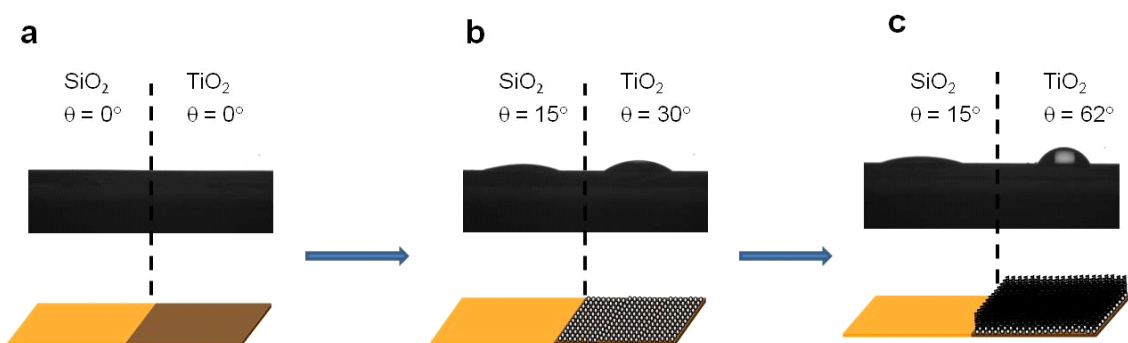 a
SiO₂ TiO₂
θ = 0° θ = 0°
b
SiO₂ TiO₂
θ = 15° θ = 30°
c
SiO₂ TiO₂
θ = 15° θ = 62°